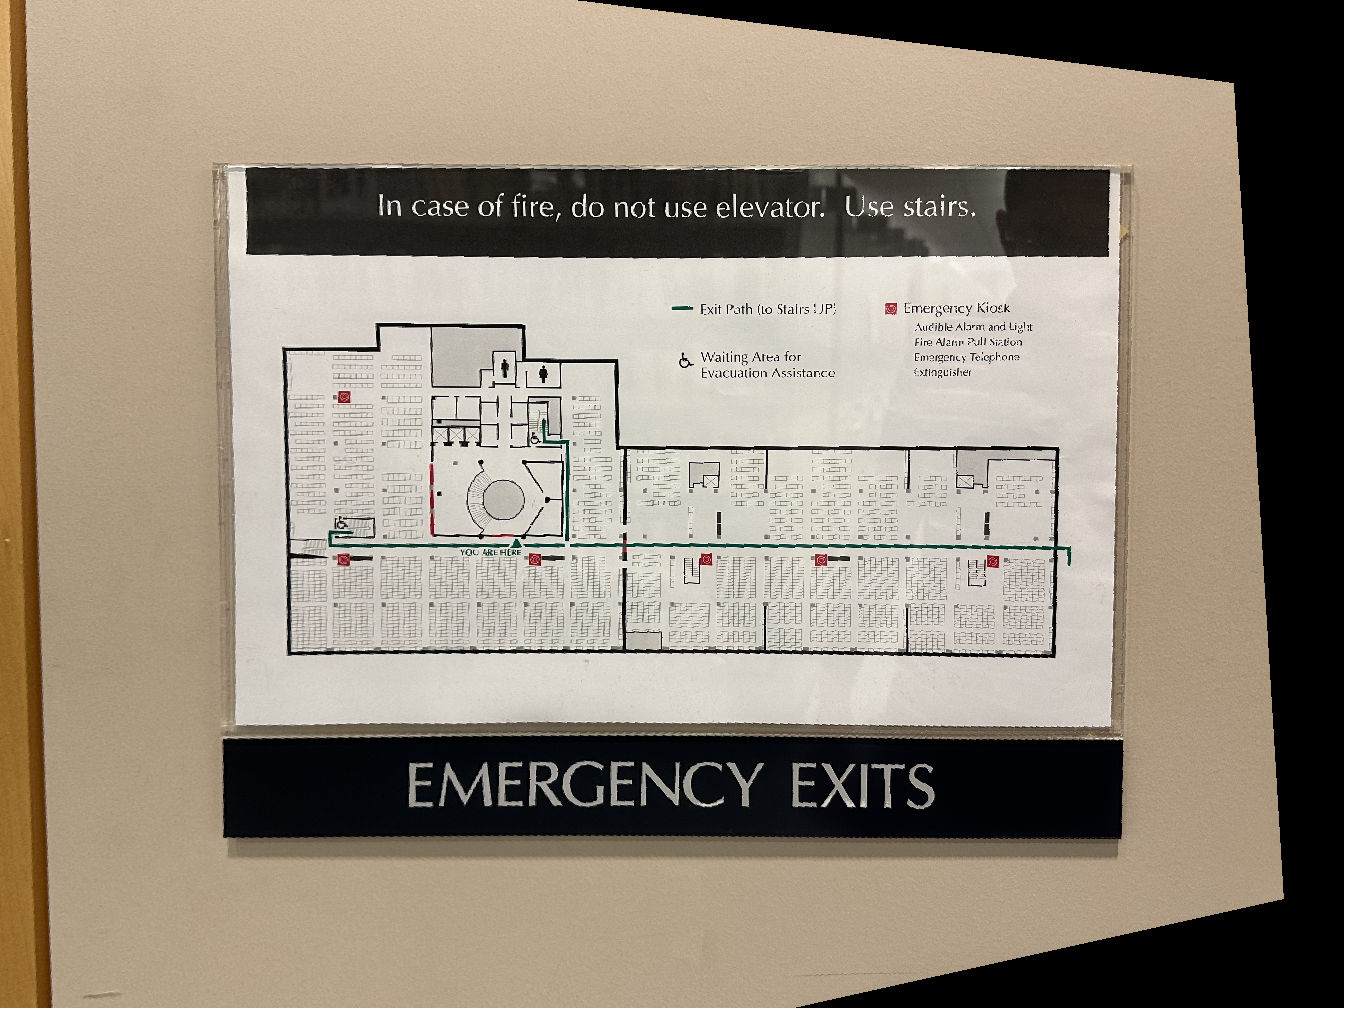 In case of fire, do not use elevator. Use stairs.
Exit Path (to Stairs UP)
Waiting Area for
Evacuation Assistance
Emergency Kiosk
Audible Alarm and Light
Fire Alarm Pull Station
Emergency Telephone
Extinguisher
YOU ARE HERE
EMERGENCY EXITS